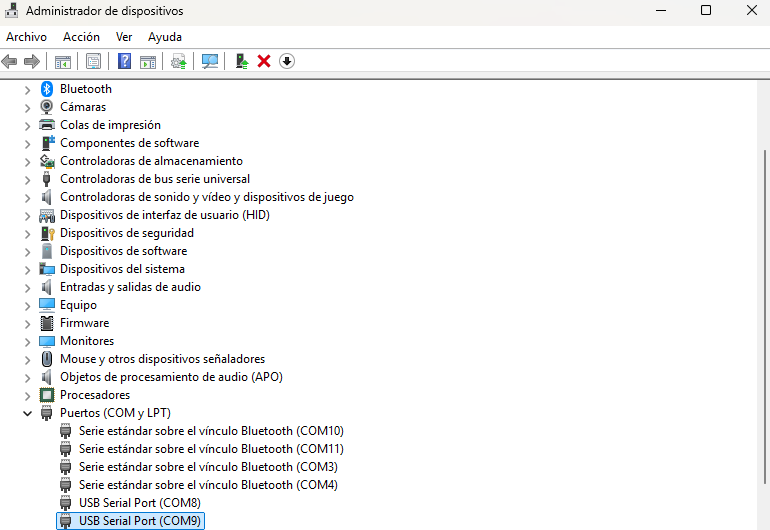 Administrador de dispositivos
Archivo Acción Ver Ayuda
Bluetooth
Cámaras
Colas de impresión
Componentes de software
Controladoras de almacenamiento
Controladoras de bus serie universal
Controladoras de sonido y vídeo y dispositivos de juego
Dispositivos de interfaz de usuario (HID)
Dispositivos de seguridad
Dispositivos de software
Dispositivos del sistema
Entradas y salidas de audio
Equipo
Firmware
Monitores
Mouse y otros dispositivos señaladores
Objetos de procesamiento de audio (APO)
Procesadores
Puertos (COM y LPT)
Serie estándar sobre el vínculo Bluetooth (COM10)
Serie estándar sobre el vínculo Bluetooth (COM11)
Serie estándar sobre el vínculo Bluetooth (COM3)
Serie estándar sobre el vínculo Bluetooth (COM4)
USB Serial Port (COM8)
USB Serial Port (COM9)